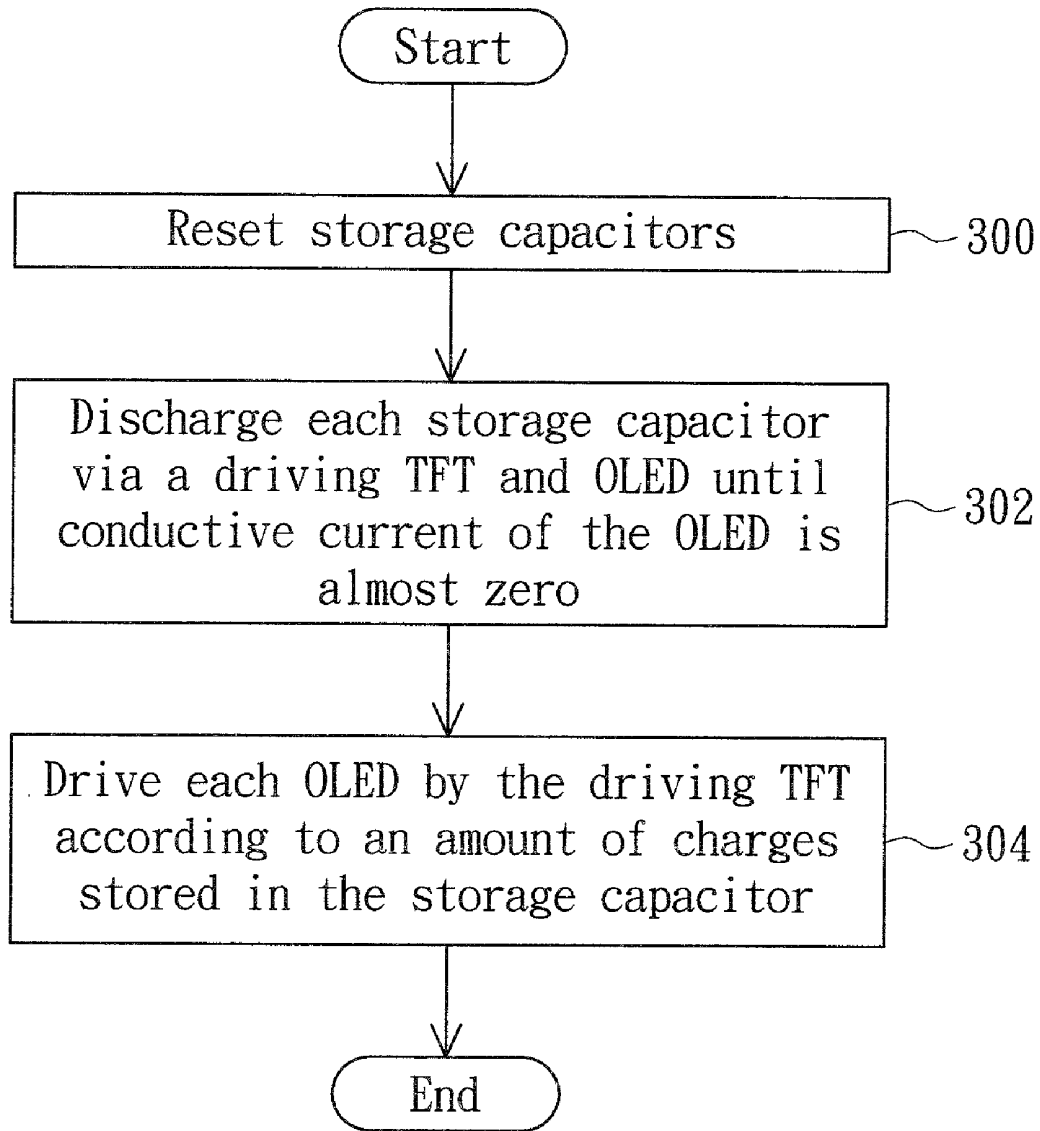 Start
Reset storage capacitors
300
Discharge each storage capacitor
via a driving TFT and OLED until
conductive current of the OLED is
almost zero
302
Drive each OLED by the driving TFT
according to an amount of charges
stored in the storage capacitor
304
End